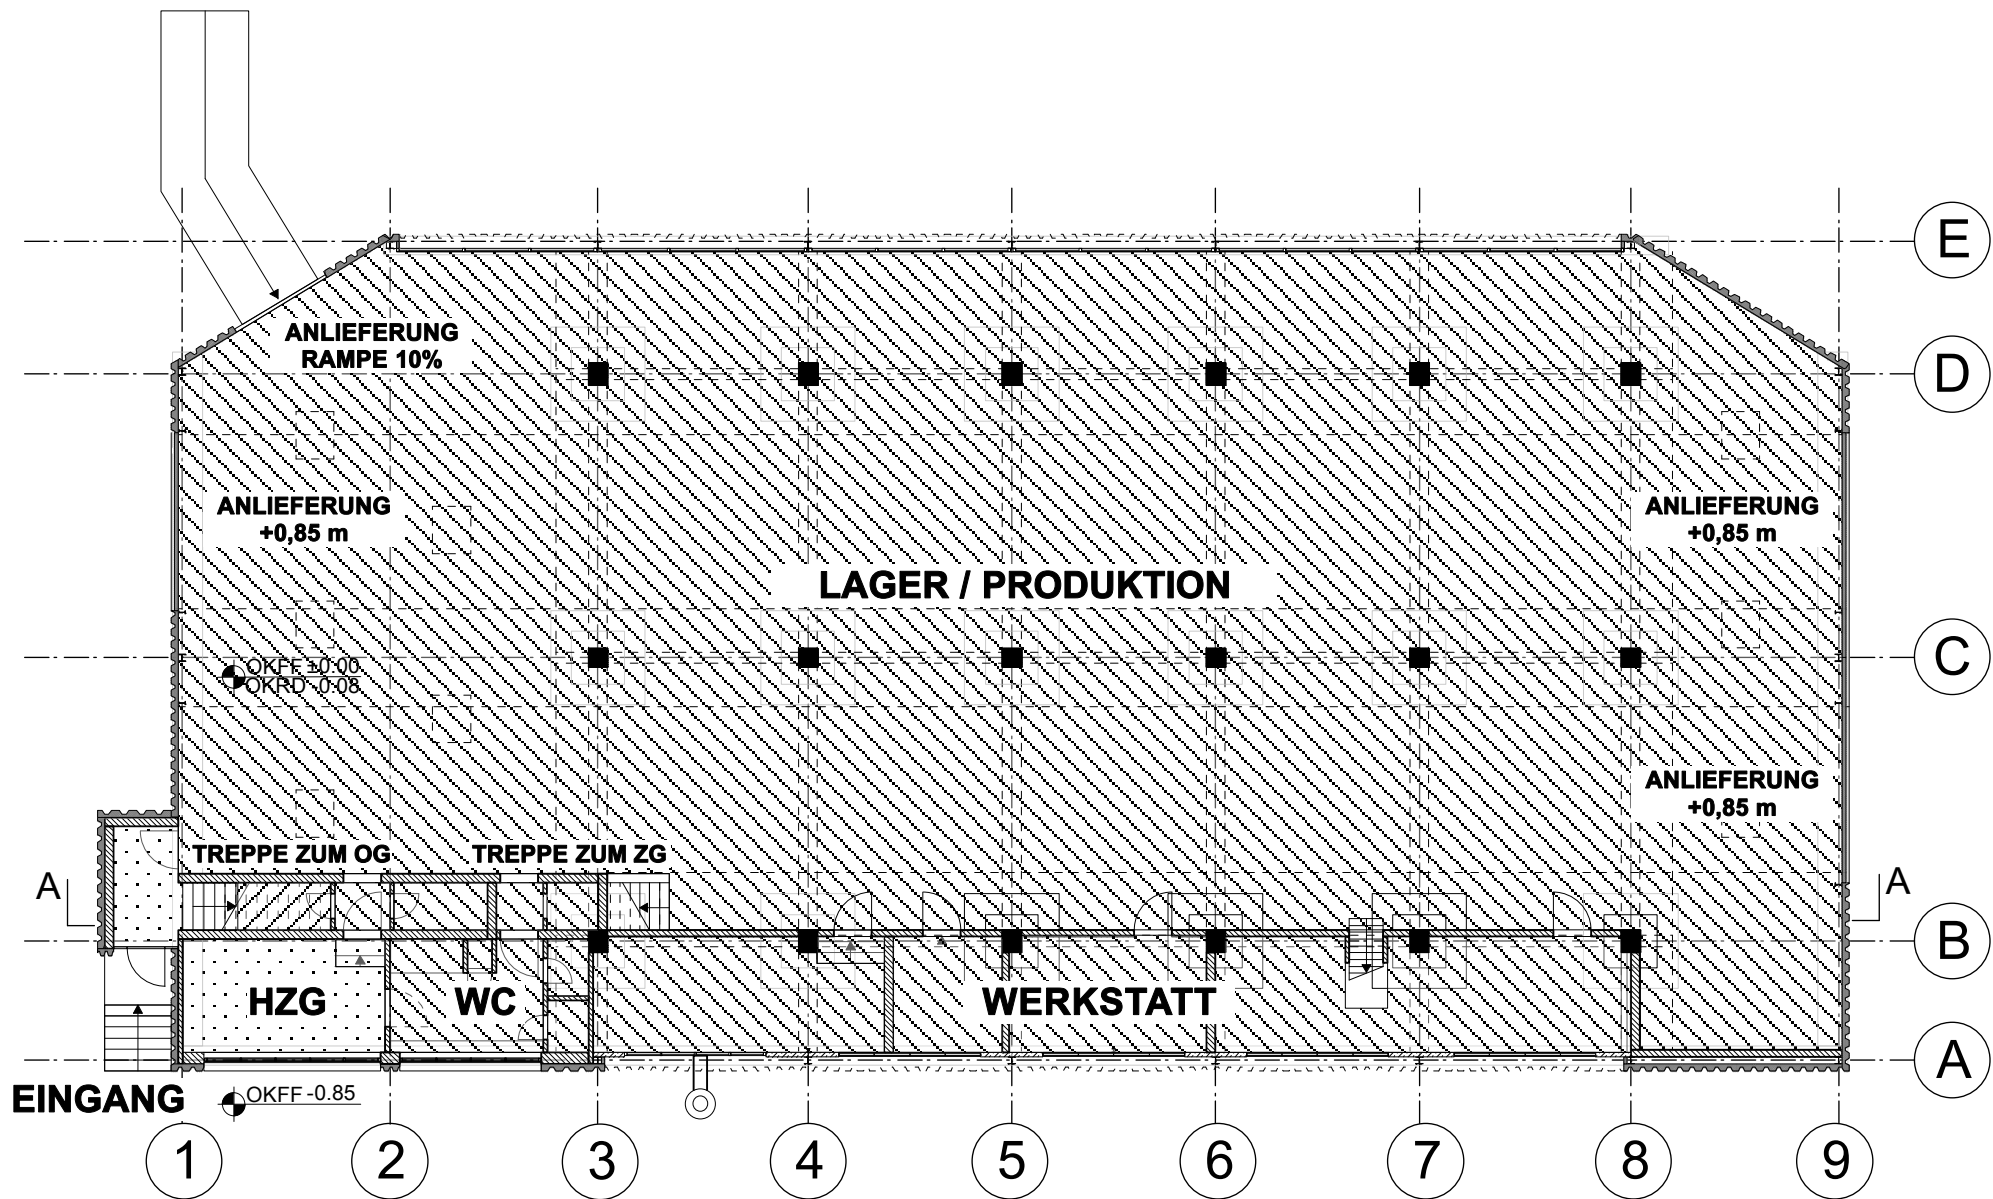 E
ANLIEFERUNG
RAMPE 10%
D
ANLIEFERUNG
+0,85 m
ANLIEFERUNG
+0,85 m
LAGER / PRODUKTION
C
OKFF ±0.00
OKRD -0.08
ANLIEFERUNG
+0,85 m
TREPPE ZUM OG
TREPPE ZUM ZG
A
A
B
HZG
WC
WERKSTATT
A
EINGANG
OKFF -0.85
1
2
3
4
5
6
7
8
9